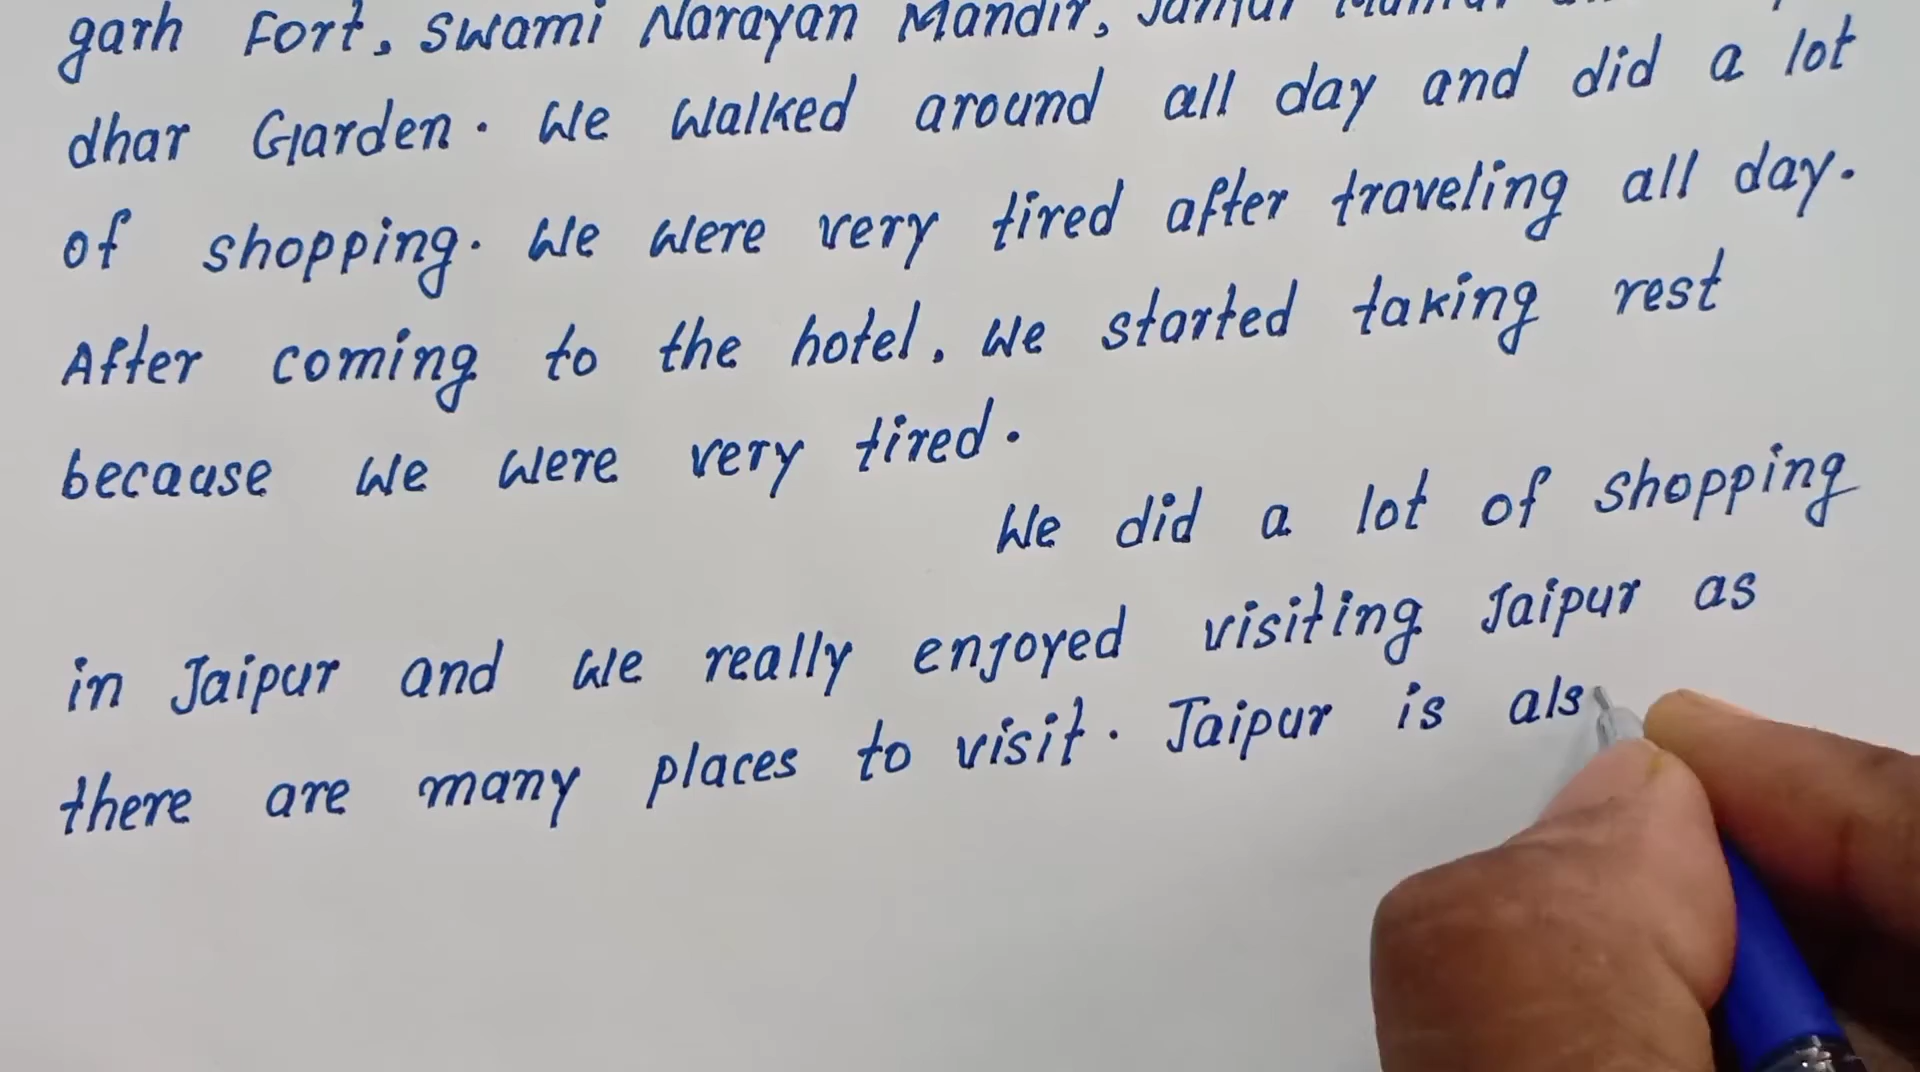 garh Fort, Swami Narayan Mandir,
dhar Garden. We walked around all day and did a lot
of shopping. We were very tired after traveling all day.
After coming to the hotel, we started taking rest
because we were very tired.
We did a lot of shopping
in Jaipur and we really enjoyed visiting Jaipur as
there are many places to visit. Jaipur is als